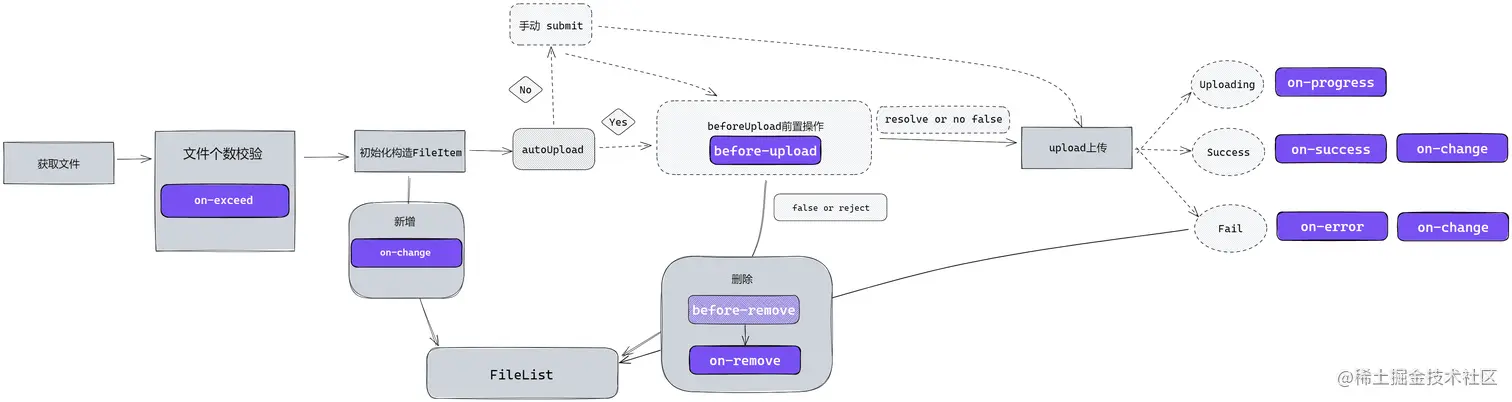 手动 submit
No
Yes
获取文件
文件个数校验
on-exceed
初始化构造FileItem
新增
on-change
autoUpload
beforeUpload前置操作
before-upload
resolve or no false
false or reject
upload上传
Uploading
on-progress
Success
on-success
on-change
Fail
on-error
on-change
删除
before-remove
on-remove
FileList
@稀土掘金技术社区